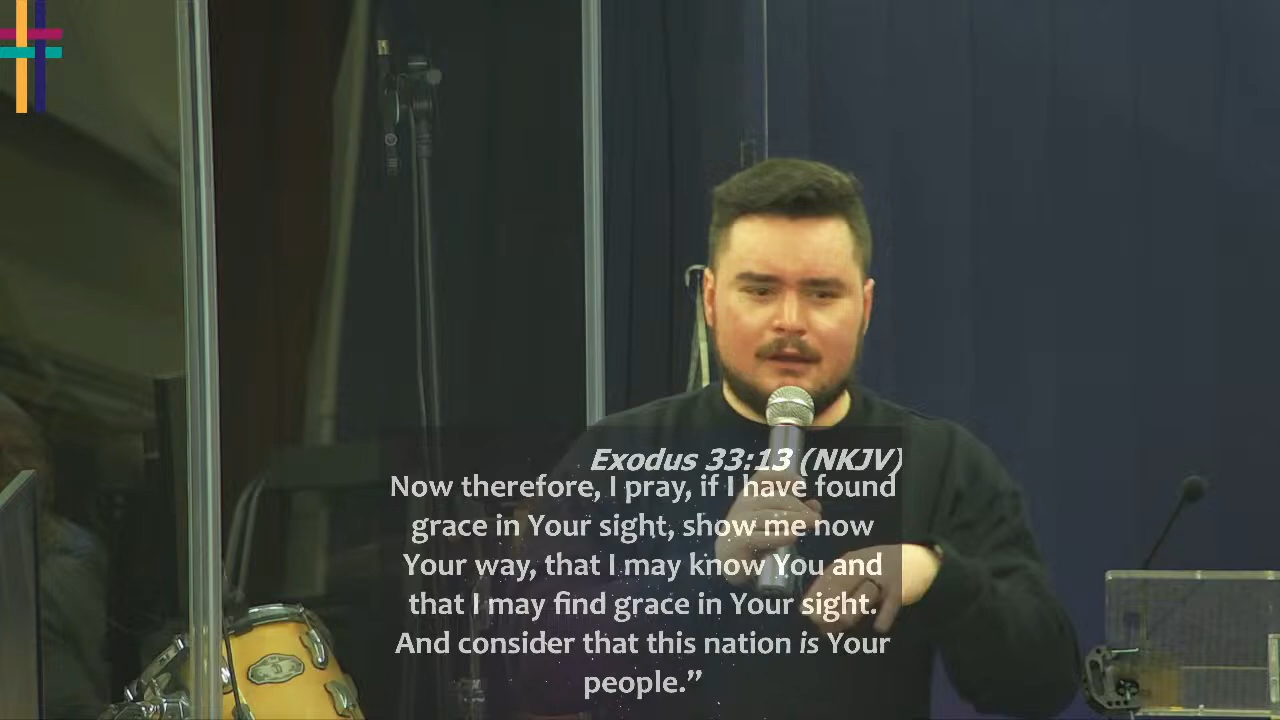 Exodus 33:13 (NKJV)
Now therefore, I pray, if I have found
grace in Your sight, show me now
Your way, that I may know You and
that I may find grace in Your sight.
And consider that this nation is Your
people.”